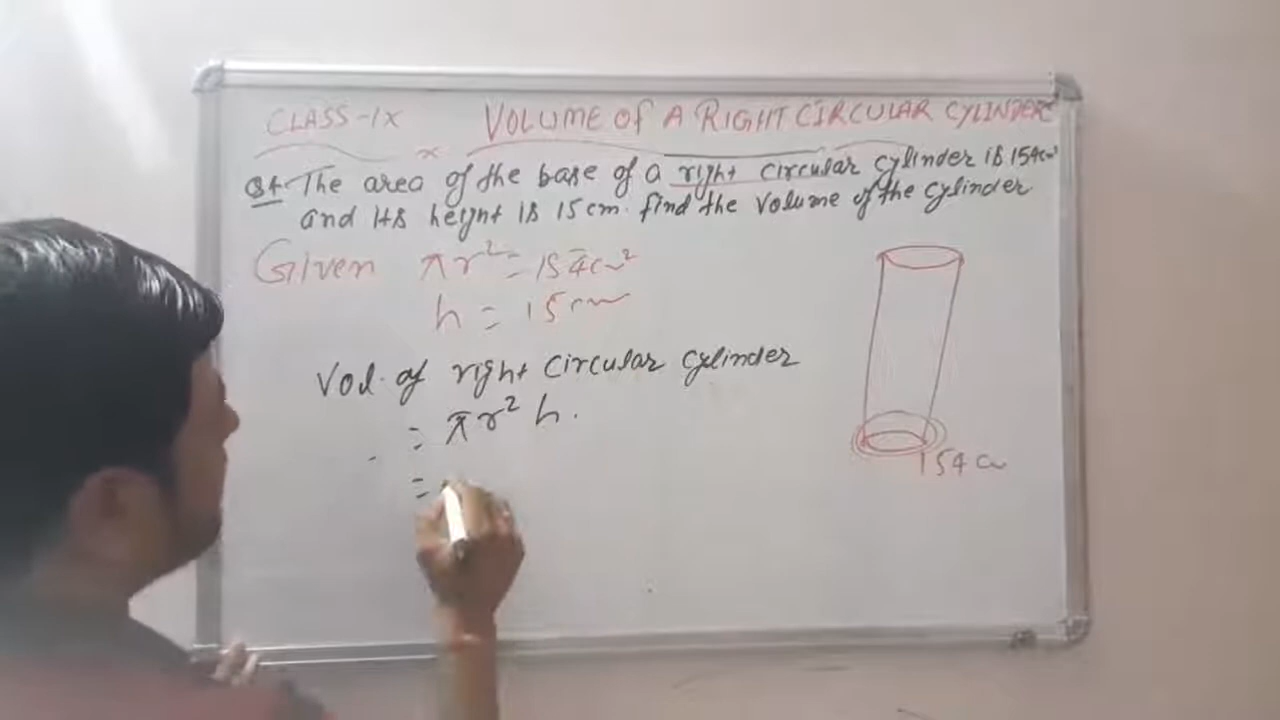 CLASS-IX VOLUME Of A RIGHT CIRCULAR CYLINDER
Q4. The area of the base of a right circular cylinder is 154cm²
and its height is 15 cm. find the volume of the cylinder
Given πr² = 154cm²
h = 15cm
Vol. of right circular cylinder
= πr² h.
=
154 cm